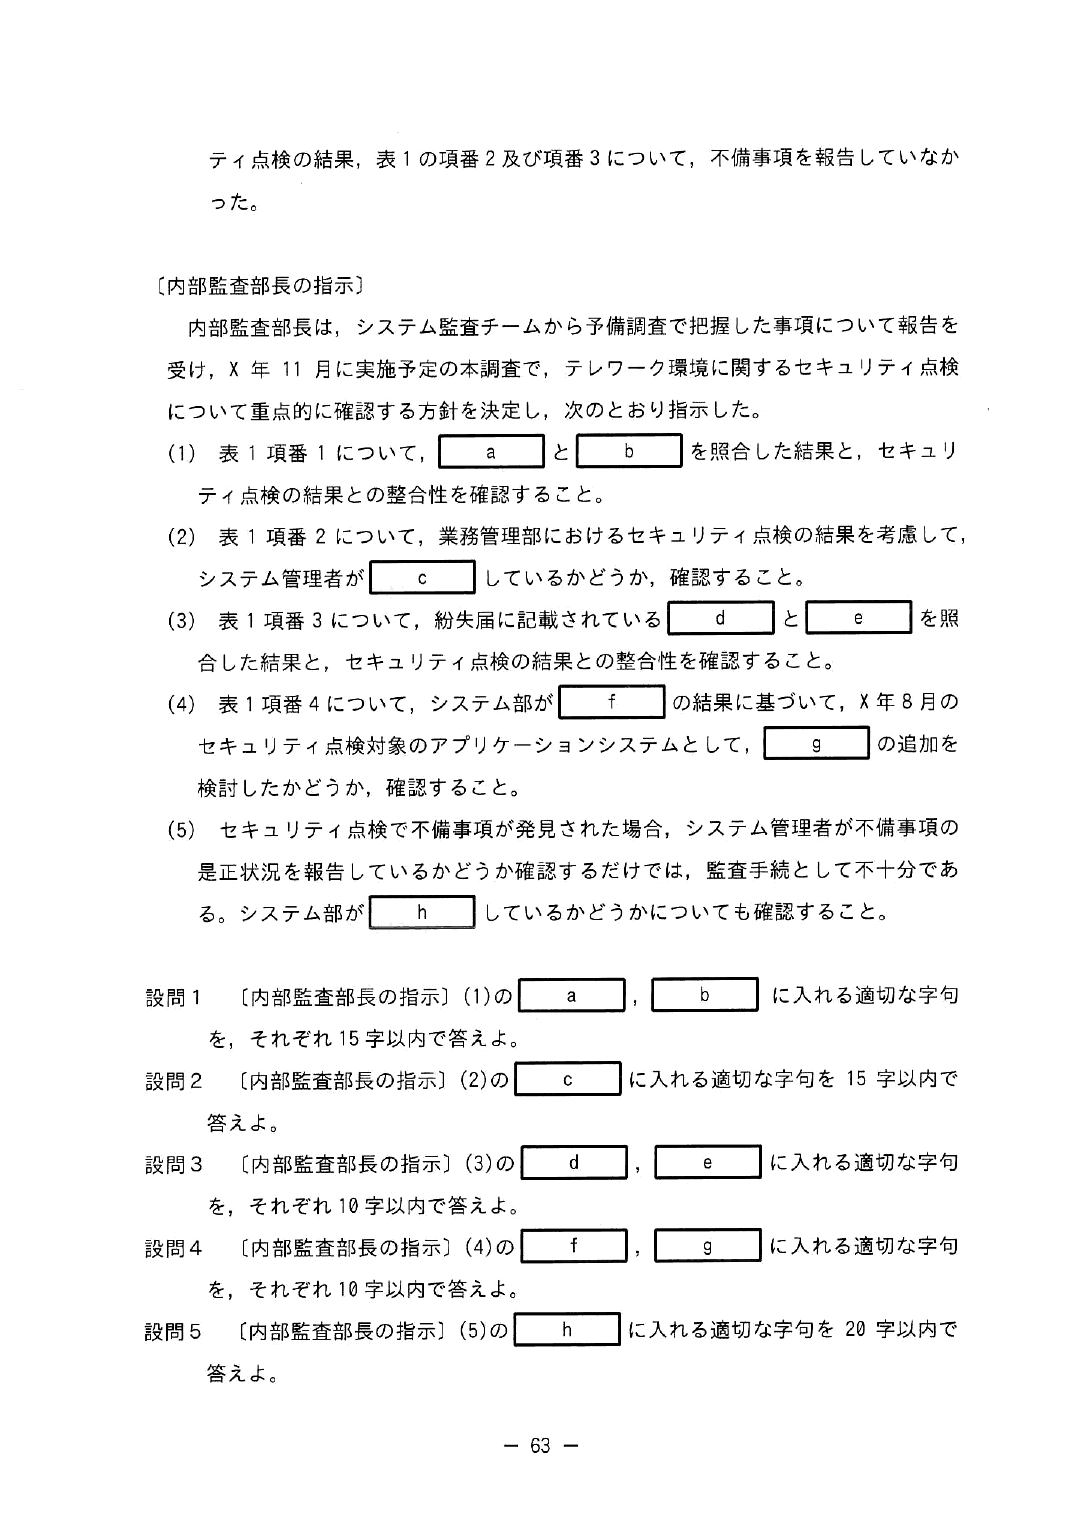 ティ点検の結果，表1の項番2及び項番3について，不備事項を報告していなか
った。
〔内部監査部長の指示〕
内部監査部長は，システム監査チームから予備調査で把握した事項について報告を
受け，X 年 11 月に実施予定の本調査で，テレワーク環境に関するセキュリティ点検
について重点的に確認する方針を決定し，次のとおり指示した。
(1) 表1項番1について， a と b を照合した結果と，セキュリ
ティ点検の結果との整合性を確認すること。
(2) 表1項番2について，業務管理部におけるセキュリティ点検の結果を考慮して，
システム管理者が c しているかどうか，確認すること。
(3) 表1項番3について，紛失届に記載されている d と e を照
合した結果と，セキュリティ点検の結果との整合性を確認すること。
(4) 表1項番4について，システム部が f の結果に基づいて，X年8月の
セキュリティ点検対象のアプリケーションシステムとして， g の追加を
検討したかどうか，確認すること。
(5) セキュリティ点検で不備事項が発見された場合，システム管理者が不備事項の
是正状況を報告しているかどうか確認するだけでは，監査手続として不十分であ
る。システム部が h しているかどうかについても確認すること。
設問1 〔内部監査部長の指示〕(1)の a ， b に入れる適切な字句
を，それぞれ15字以内で答えよ。
設問2 〔内部監査部長の指示〕(2)の c に入れる適切な字句を 15 字以内で
答えよ。
設問3 〔内部監査部長の指示〕(3)の d ， e に入れる適切な字句
を，それぞれ10字以内で答えよ。
設問4 〔内部監査部長の指示〕(4)の f ， g に入れる適切な字句
を，それぞれ10字以内で答えよ。
設問5 〔内部監査部長の指示〕(5)の h に入れる適切な字句を 20 字以内で
答えよ。
－ 63 －